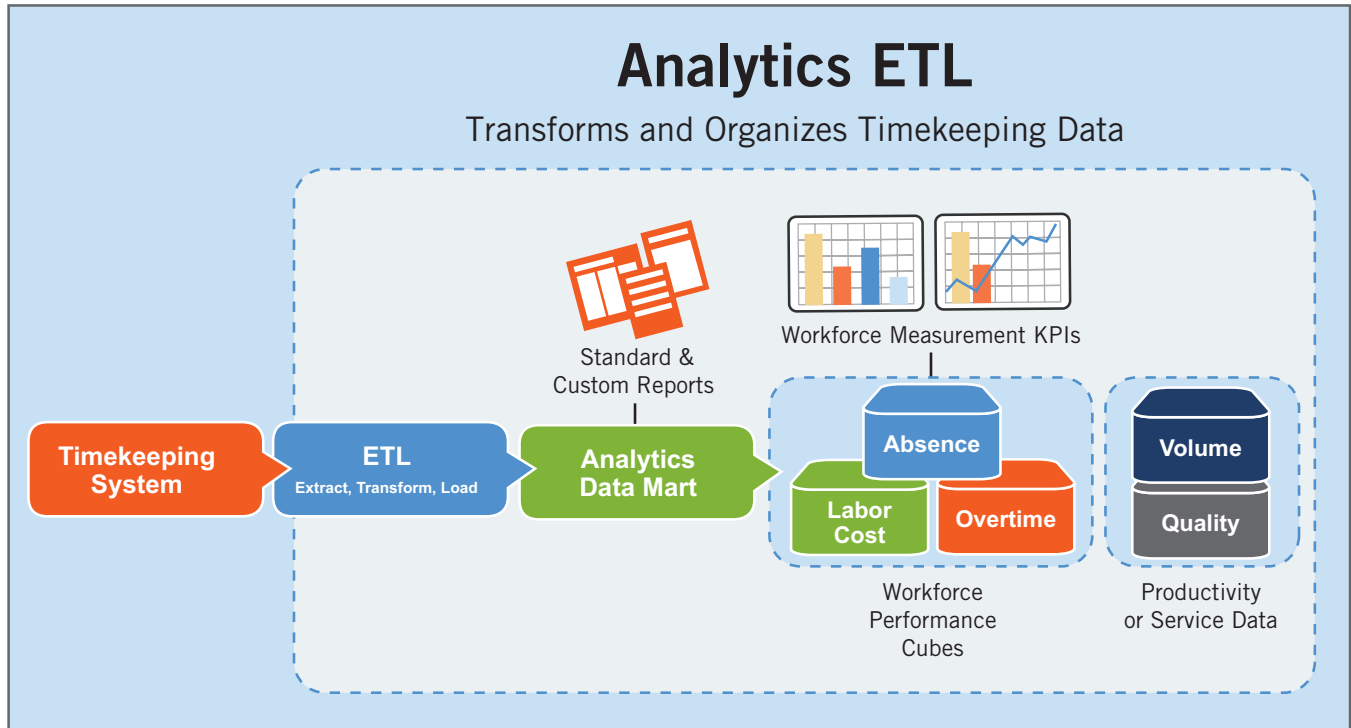 Analytics ETL
Transforms and Organizes Timekeeping Data
Standard &
Custom Reports
Workforce Measurement KPIs
Timekeeping
System
ETL
Extract, Transform, Load
Analytics
Data Mart
Absence
Labor
Cost
Overtime
Volume
Quality
Workforce
Performance
Cubes
Productivity
or Service Data